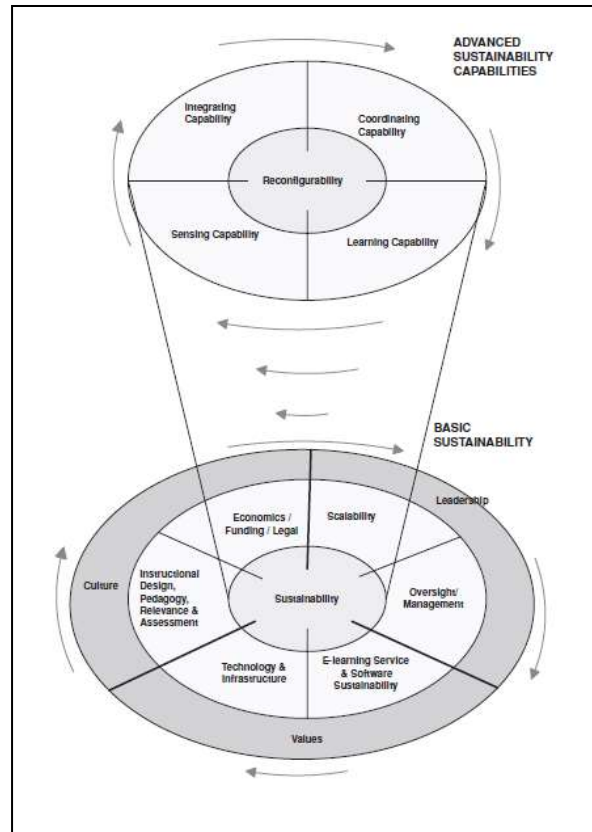 ADVANCED
SUSTAINABILITY
CAPABILITIES
Integrating
Capability
Coordinating
Capability
Reconfigurability
Sensing Capability
Learning Capability
BASIC
SUSTAINABILITY
Leadership
Economics /
Funding / Legal
Scalability
Culture
Instructional
Design,
Pedagogy,
Relevance &
Assessment
Sustainability
Oversight/
Management
Technology &
Infrastructure
E-learning Service
& Software
Sustainability
Values